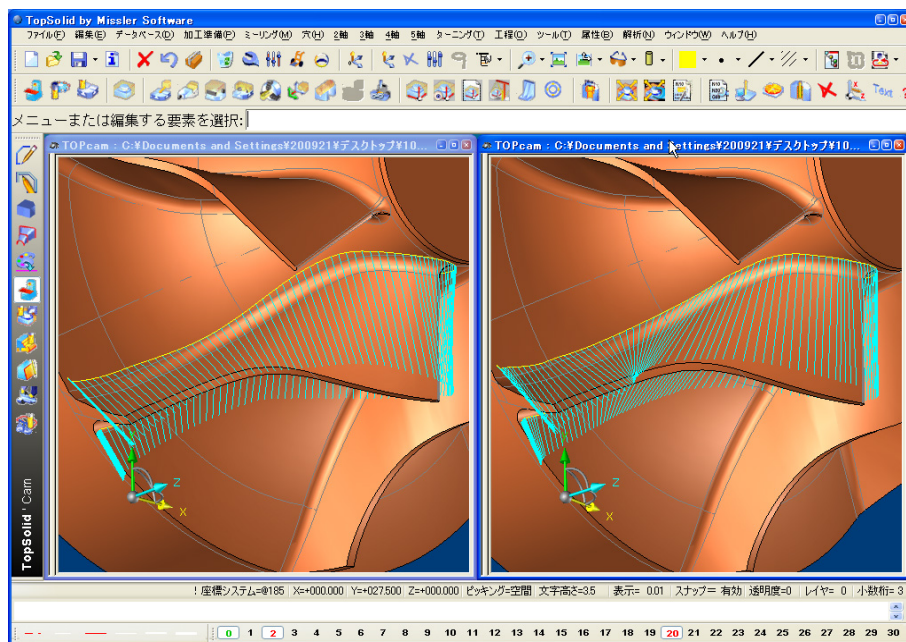 TopSolid by Missler Software
ファイル(F) 編集(E) データベース(D) 加工準備(P) ミーリング(M) 穴(H) 2軸 3軸 4軸 5軸 ターニング(T) 工程(O) ツール(T) 属性(B) 解析(N) ウィンドウ(W) ヘルプ(H)
Text ?
メニューまたは編集する要素を選択:
TOPcam : C:¥Documents and Settings¥200921¥デスクトップ¥10...
TOPcam : C:¥Documents and Settings¥200921¥デスクトップ¥10...
Z
X
Z
X
TopSolid'Cam
! 座標システム=@185 X=+000.000 Y=+027.500 Z=+000.000 ピッキング=空間 文字高さ=3.5 表示= 0.01 スナップ= 有効 透明度=0 レイヤ= 0 小数桁= 3
0 1 2 3 4 5 6 7 8 9 10 11 12 13 14 15 16 17 18 19 20 21 22 23 24 25 26 27 28 29 30